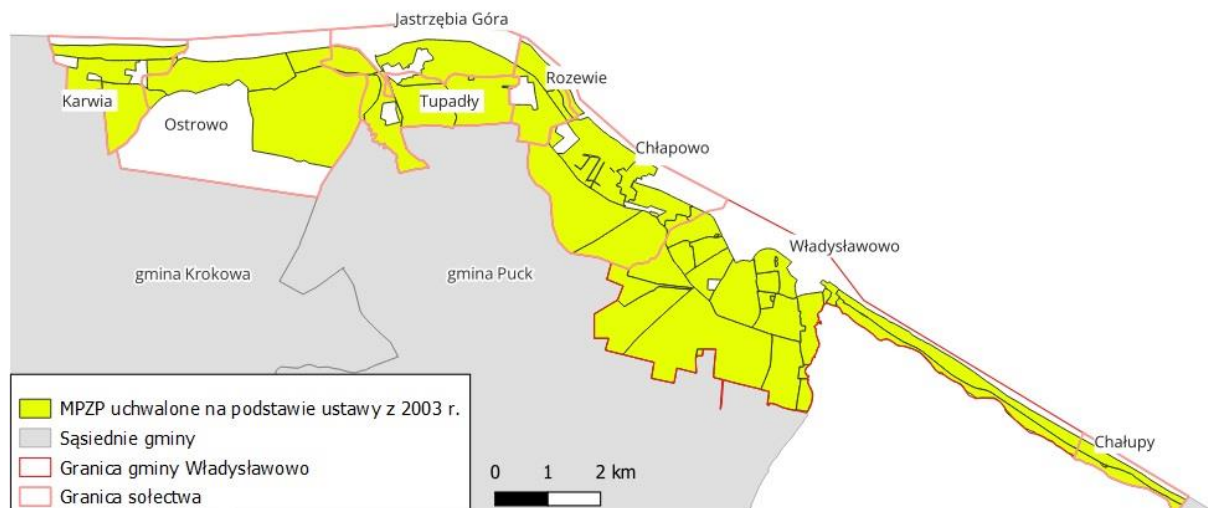 Jastrzębia Góra
Rozewie
Karwia
Tupadły
Ostrowo
Chłapowo
Władysławowo
gmina Krokowa
gmina Puck
MPZP uchwalone na podstawie ustawy z 2003 r.
Sąsiednie gminy
Granica gminy Władysławowo
Granica sołectwa
0 1 2 km
Chałupy